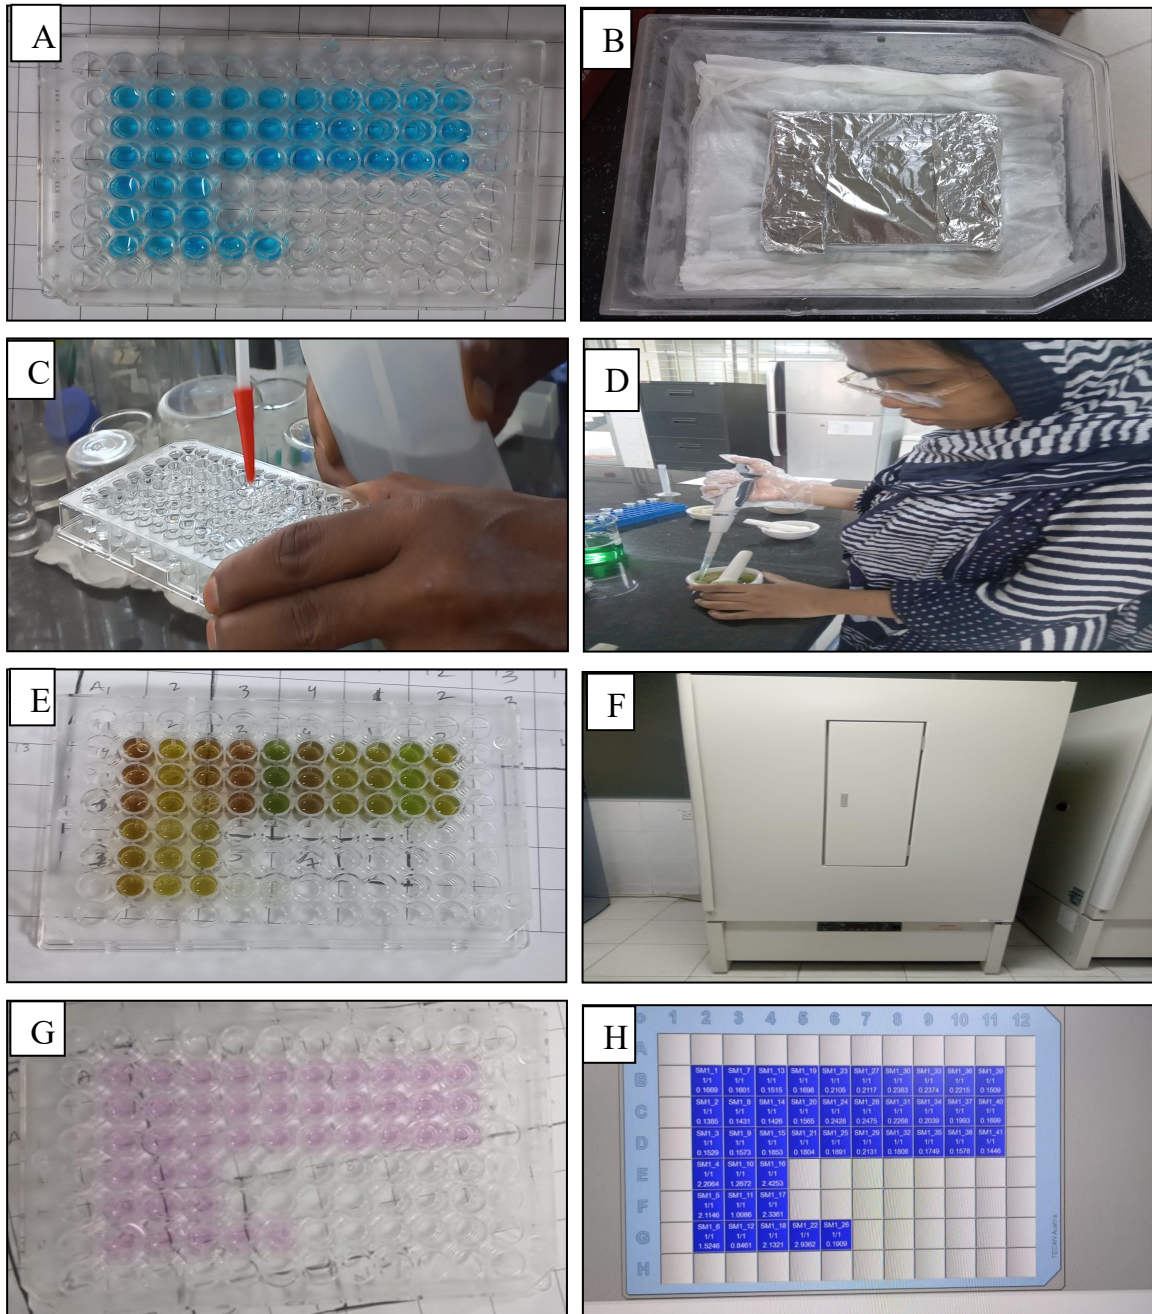 A
B
C
D
E
A1 2 3 4
F
G
H
1 2 3 4 5 6 7 8 9 10 11 12
A
B
SM1_1 SM1_7 SM1_13 SM1_19 SM1_23 SM1_27 SM1_30 SM1_33 SM1_36 SM1_39
1/1 1/1 1/1 1/1 1/1 1/1 1/1 1/1 1/1 1/1
0.1669 0.1601 0.1515 0.1696 0.2105 0.2117 0.2383 0.2374 0.2215 0.1509
C
SM1_2 SM1_8 SM1_14 SM1_20 SM1_24 SM1_28 SM1_31 SM1_34 SM1_37 SM1_40
1/1 1/1 1/1 1/1 1/1 1/1 1/1 1/1 1/1 1/1
0.1385 0.1431 0.1426 0.1565 0.2428 0.2475 0.2268 0.2039 0.1993 0.1699
D
SM1_3 SM1_9 SM1_15 SM1_21 SM1_25 SM1_29 SM1_32 SM1_35 SM1_38 SM1_41
1/1 1/1 1/1 1/1 1/1 1/1 1/1 1/1 1/1 1/1
0.1529 0.1573 0.1853 0.1804 0.1891 0.2131 0.1806 0.1749 0.1578 0.1446
E
SM1_4 SM1_10 SM1_16
1/1 1/1 1/1
2.2064 1.2672 2.4253
F
SM1_5 SM1_11 SM1_17
1/1 1/1 1/1
2.1146 1.0086 2.3361
G
SM1_6 SM1_12 SM1_18 SM1_22 SM1_26
1/1 1/1 1/1 1/1 1/1
1.5246 0.8461 2.1321 2.9362 0.1909
H
TECAN Austria